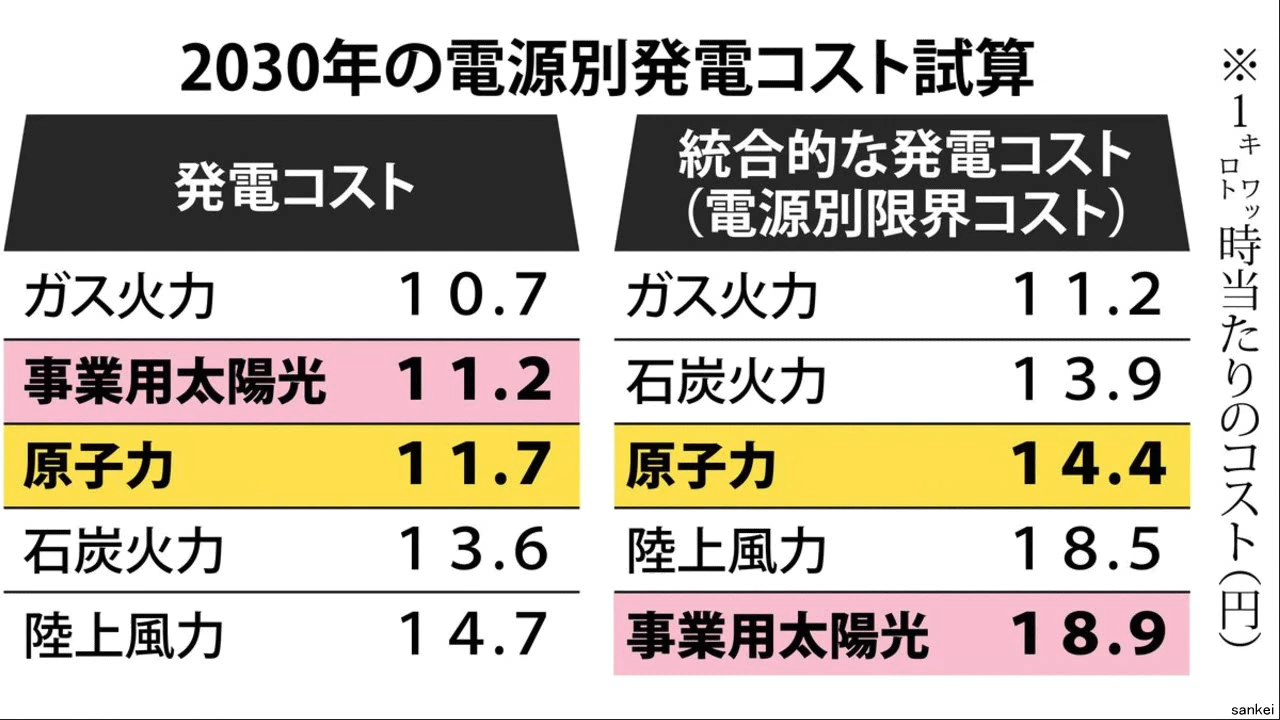 2030年の電源別発電コスト試算
発電コスト
ガス火力 10.7
事業用太陽光 11.2
原子力 11.7
石炭火力 13.6
陸上風力 14.7
統合的な発電コスト
（電源別限界コスト）
ガス火力 11.2
石炭火力 13.9
原子力 14.4
陸上風力 18.5
事業用太陽光 18.9
※1キロワット時当たりのコスト（円）
sankei